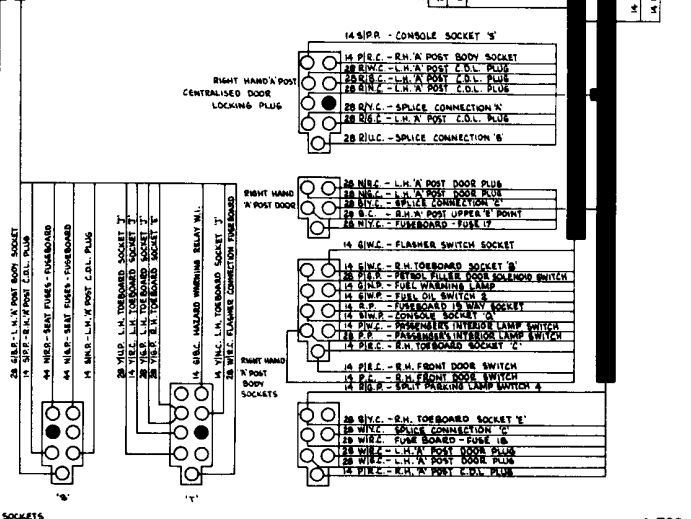 14 S|P.P. - CONSOLE SOCKET 'S'
14 P|R.C. - R.H. 'A' POST BODY SOCKET
28 R|W.C. - L.H. 'A' POST C.D.L. PLUG
28 R|B.C. - L.H. 'A' POST C.D.L. PLUG
28 R|N.C. - L.H. 'A' POST C.D.L. PLUG
28 R|Y.C. - SPLICE CONNECTION 'A'
28 R|G.C. - L.H. 'A' POST C.D.L. PLUG
28 R|U.C. - SPLICE CONNECTION 'B'
RIGHT HAND 'A' POST
CENTRALISED DOOR
LOCKING PLUG
RIGHT HAND
'A' POST DOOR
28 N|R.C. - L.H. 'A' POST DOOR PLUG
28 N|G.C. - L.H. 'A' POST DOOR PLUG
28 B|Y.C. - SPLICE CONNECTION 'C'
28 B.C. - R.H. 'A' POST UPPER 'E' POINT
28 N|Y.C. - FUSEBOARD - FUSE 17
14 G|W.C. - FLASHER SWITCH SOCKET
14 G|W.C. - R.H. TOEBOARD SOCKET 'B'
28 P|G.P. - PETROL FILLER DOOR SOLENOID SWITCH
14 G|N.P. - FUEL WARNING LAMP
14 G|W.P. - FUEL OIL SWITCH 2
14 R.P. - FUSEBOARD 19 WAY SOCKET
14 S|W.P. - CONSOLE SOCKET 'Q'
14 P|W.C. - PASSENGER'S INTERIOR LAMP SWITCH
28 P.P. - PASSENGER'S INTERIOR LAMP SWITCH
14 P|R.C. - R.H. TOEBOARD SOCKET 'C'
14 P|R.C. - R.H. FRONT DOOR SWITCH
14 P.C. - R.H. FRONT DOOR SWITCH
14 R|G.P. - SPLIT PARKING LAMP SWITCH 4
RIGHT HAND
'A' POST
BODY
SOCKETS
28 B|Y.C. - R.H. TOEBOARD SOCKET 'E'
28 W|Y.C. SPLICE CONNECTION 'C'
28 W|R.C. FUSE BOARD - FUSE 18
28 W|R.C. - L.H. 'A' POST DOOR PLUG
28 W|G.C. - L.H. 'A' POST DOOR PLUG
14 P|R.C. - R.H. 'A' POST C.D.L. PLUG
28 G|B.P. - L.H. 'A' POST BODY SOCKET
14 S|P.P. - R.H. 'A' POST C.D.L. PLUG
44 N|R.P. - SEAT FUSES - FUSEBOARD
44 N|B.P. - SEAT FUSES - FUSEBOARD
14 S|N.R. - L.H. 'A' POST C.D.L. PLUG
28 Y|U.P. L.H. TOEBOARD SOCKET 'J'
14 Y|R.C. L.H. TOEBOARD SOCKET 'J'
28 Y|G.P. L.H. TOEBOARD SOCKET 'J'
28 Y|G.P. R.H. TOEBOARD SOCKET 'E'
14 G|B.C. HAZARD WARNING RELAY W.1.
14 Y|N.C. L.H. TOEBOARD SOCKET 'J'
28 W|R.C. FLASHER CONNECTION FUSEBOARD
'S'
'T'
SOCKETS